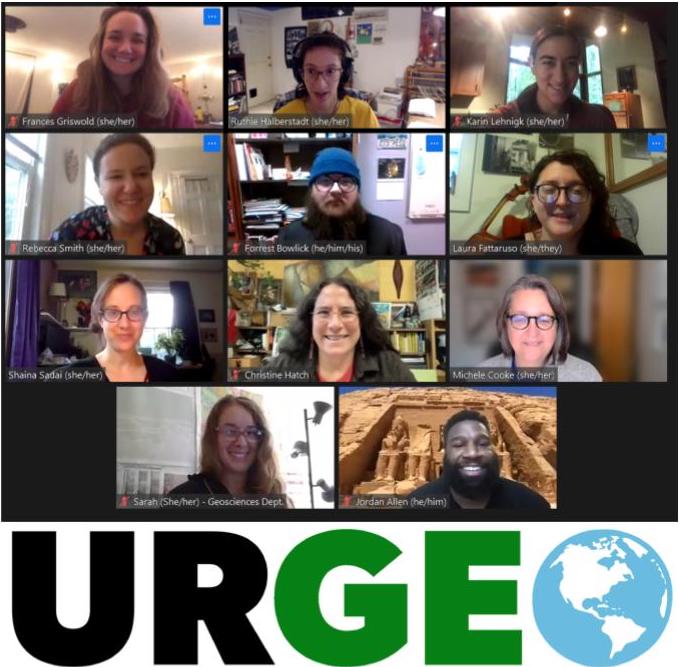 Frances Griswold (she/her)
Ruthie Halberstadt (she/her)
Karin Lehnigk (she/her)
Rebecca Smith (she/her)
Forrest Bowlick (he/him/his)
Laura Fattaruso (she/they)
Shaina Sadai (she/her)
Christine Hatch
Michele Cooke (she/her)
Sarah (She/her) - Geosciences Dept.
Jordan Allen (he/him)
URGE